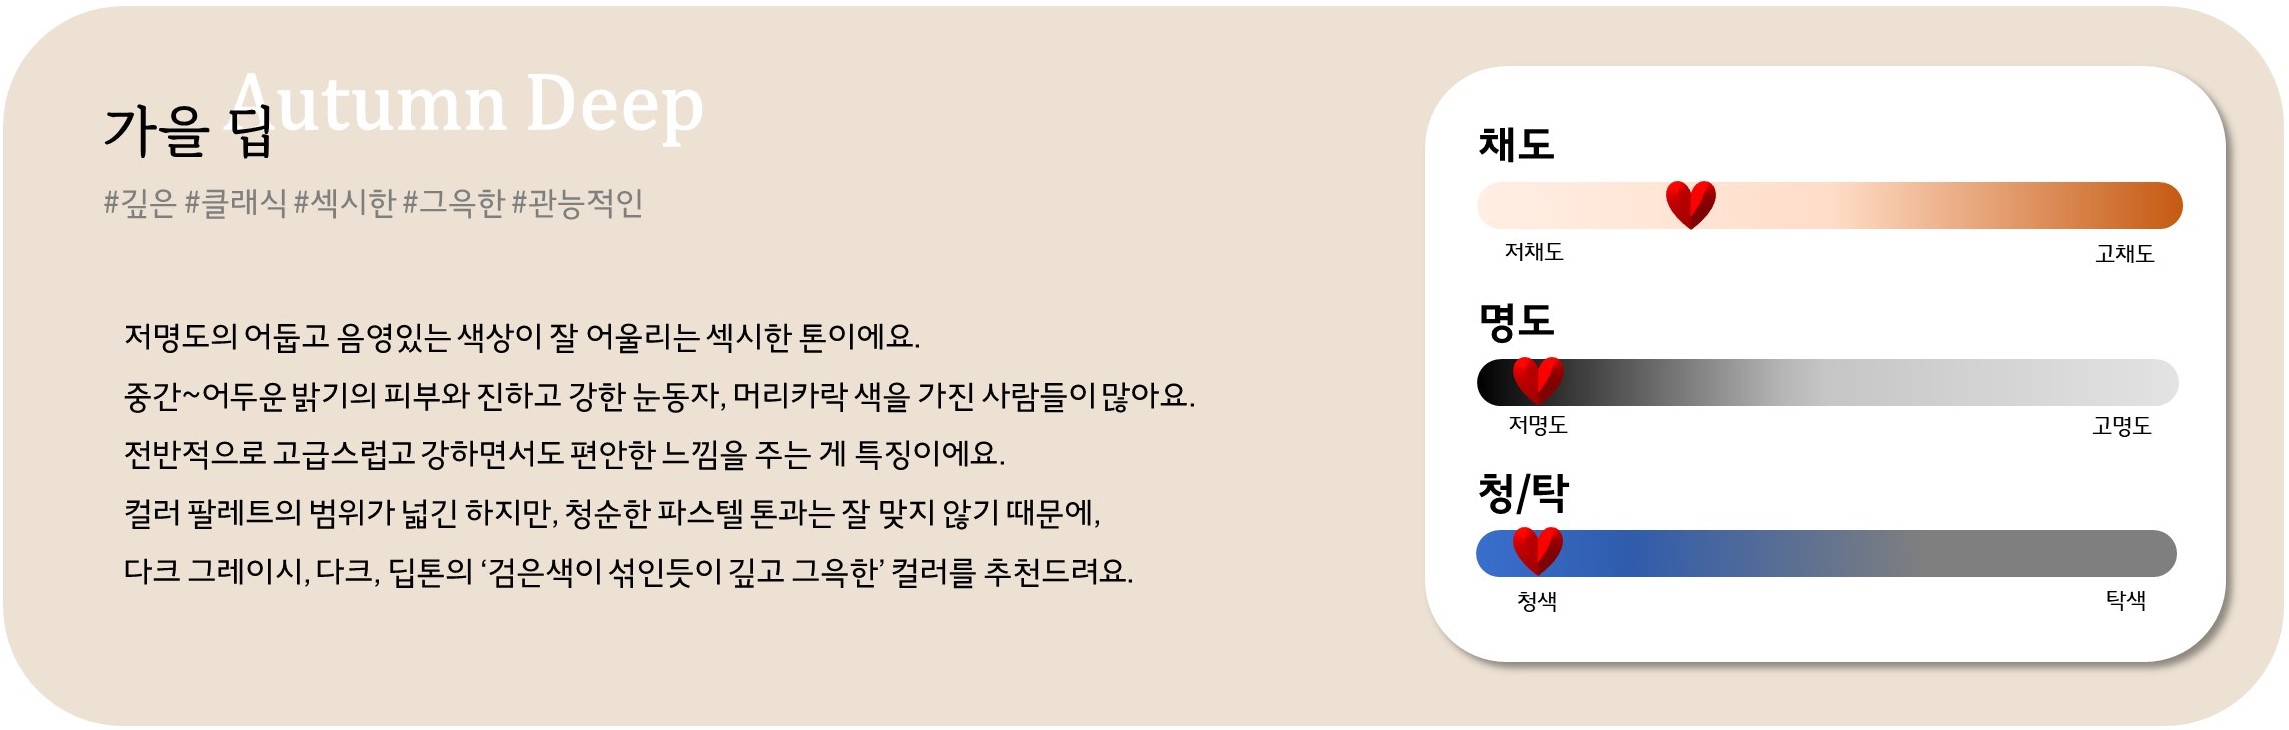 Autumn Deep
가을 딥
#깊은 #클래식 #섹시한 #그윽한 #관능적인
저명도의 어둡고 음영있는 색상이 잘 어울리는 섹시한 톤이에요.
중간~어두운 밝기의 피부와 진하고 강한 눈동자, 머리카락 색을 가진 사람들이 많아요.
전반적으로 고급스럽고 강하면서도 편안한 느낌을 주는 게 특징이에요.
컬러 팔레트의 범위가 넓긴 하지만, 청순한 파스텔 톤과는 잘 맞지 않기 때문에,
다크 그레이시, 다크, 딥톤의 ‘검은색이 섞인듯이 깊고 그윽한’ 컬러를 추천드려요.
채도
저채도 고채도
명도
저명도 고명도
청/탁
청색 탁색